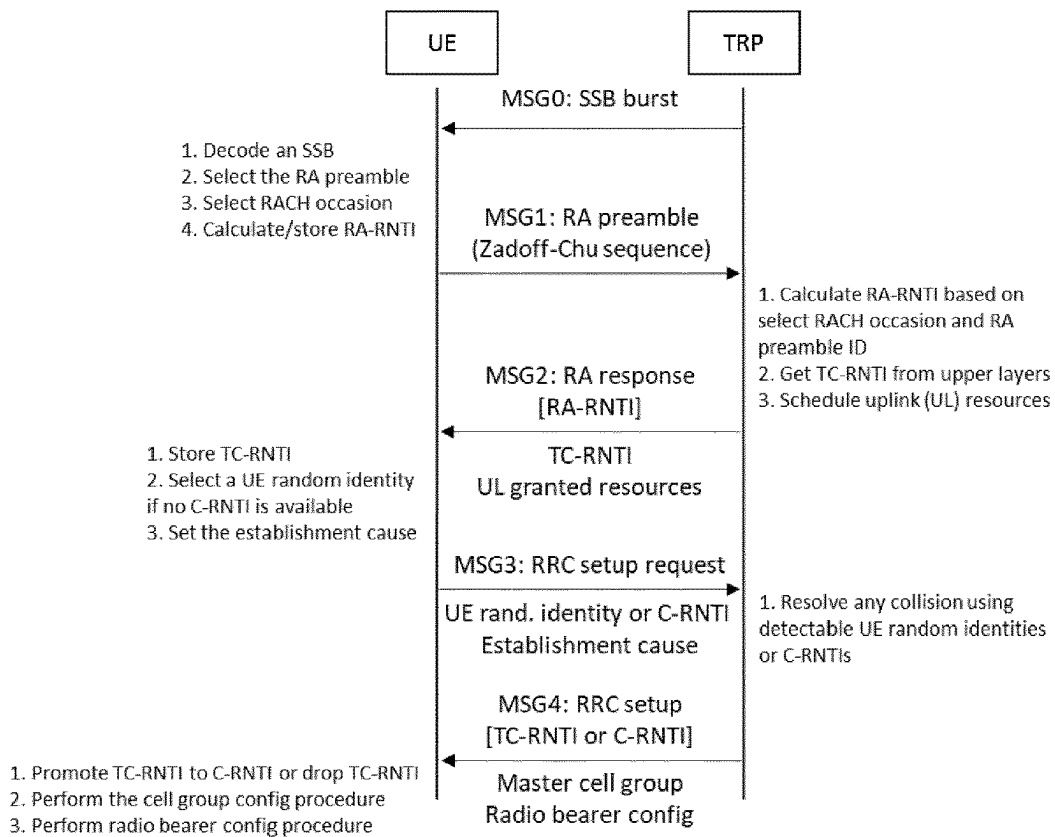 UE
TRP
MSG0: SSB burst
1. Decode an SSB
2. Select the RA preamble
3. Select RACH occasion
4. Calculate/store RA-RNTI
MSG1: RA preamble
(Zadoff-Chu sequence)
1. Calculate RA-RNTI based on
select RACH occasion and RA
preamble ID
2. Get TC-RNTI from upper layers
3. Schedule uplink (UL) resources
MSG2: RA response
[RA-RNTI]
TC-RNTI
UL granted resources
1. Store TC-RNTI
2. Select a UE random identity
if no C-RNTI is available
3. Set the establishment cause
MSG3: RRC setup request
UE rand. identity or C-RNTI
Establishment cause
1. Resolve any collision using
detectable UE random identities
or C-RNTIs
MSG4: RRC setup
[TC-RNTI or C-RNTI]
Master cell group
Radio bearer config
1. Promote TC-RNTI to C-RNTI or drop TC-RNTI
2. Perform the cell group config procedure
3. Perform radio bearer config procedure